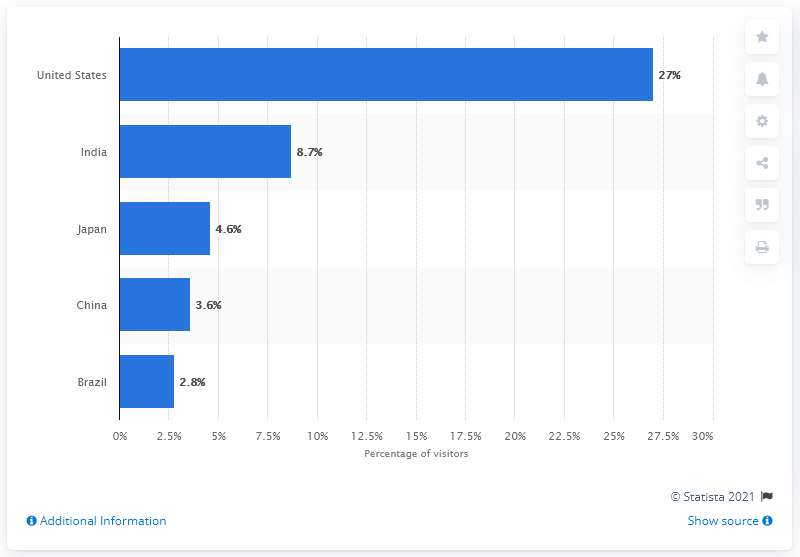 United States 27%
India 8.7%
Japan 4.6%
China 3.6%
Brazil 2.8%
0% 2.5% 5% 7.5% 10% 12.5% 15% 17.5% 20% 22.5% 25% 27.5% 30%
Percentage of visitors
© Statista 2021
Additional Information Show source